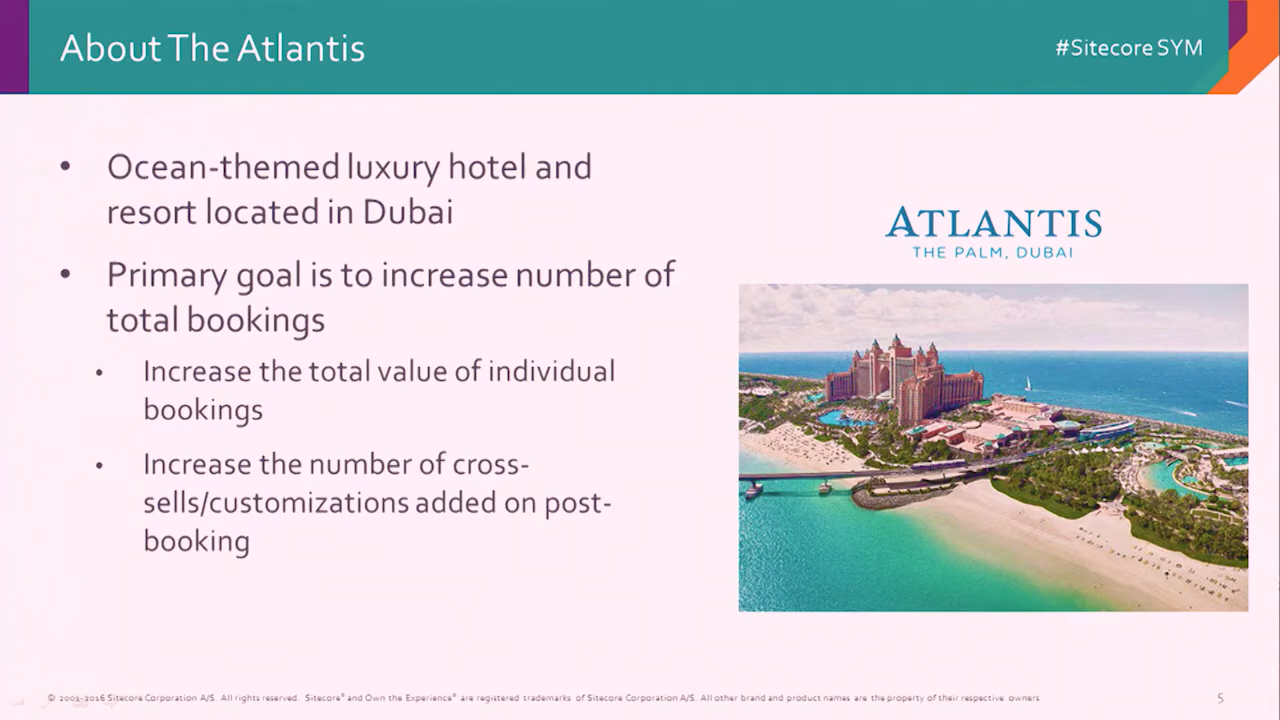 About The Atlantis
#Sitecore SYM
• Ocean-themed luxury hotel and
resort located in Dubai
• Primary goal is to increase number of
total bookings
• Increase the total value of individual
bookings
• Increase the number of cross-
sells/customizations added on post-
booking
ATLANTIS
THE PALM, DUBAI
© 2001-2016 Sitecore Corporation A/S. All rights reserved. Sitecore® and Own the Experience® are registered trademarks of Sitecore Corporation A/S. All other brand and product names are the property of their respective owners.
5